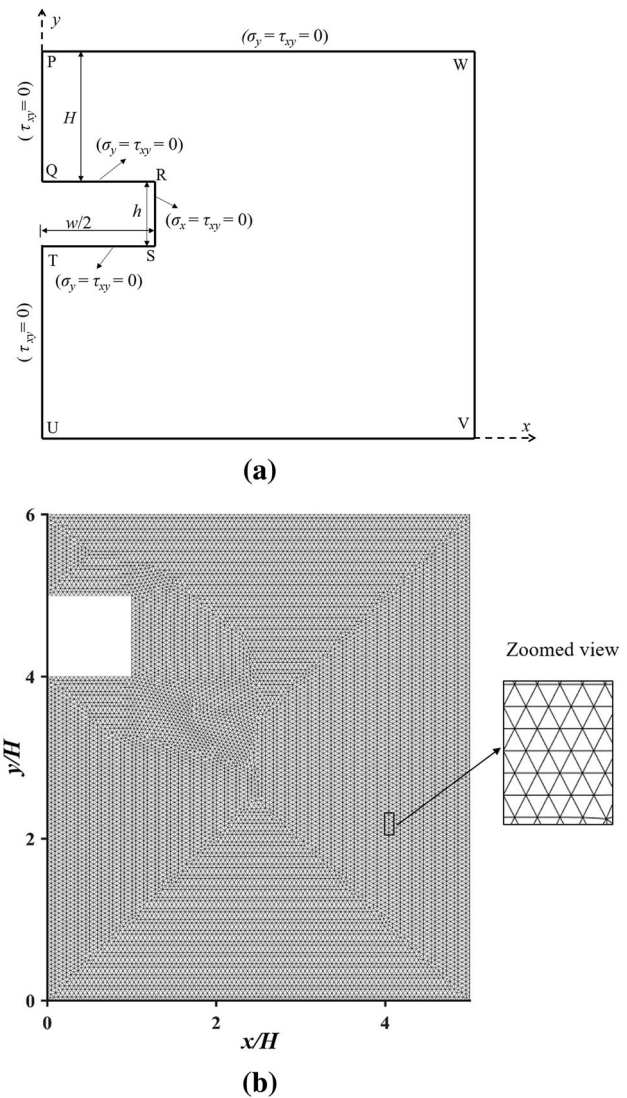 y
(σy = τxy = 0)
P
W
(τxy = 0)
H
(σy = τxy = 0)
Q
R
h
(σx = τxy = 0)
w/2
T
S
(σy = τxy = 0)
(τxy = 0)
U
V
x
(a)
6
Zoomed view
4
y/H
2
0
0
2
4
x/H
(b)